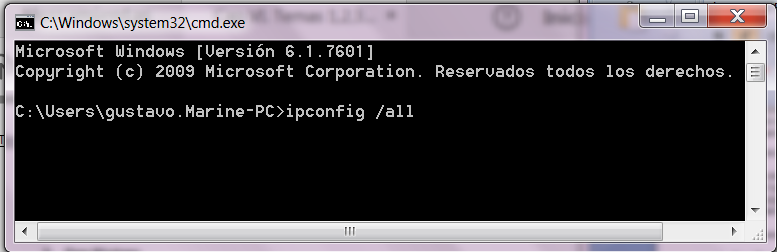 C:\Windows\system32\cmd.exe
Microsoft Windows [Versión 6.1.7601]
Copyright (c) 2009 Microsoft Corporation. Reservados todos los derechos.
C:\Users\gustavo.Marine-PC>ipconfig /all